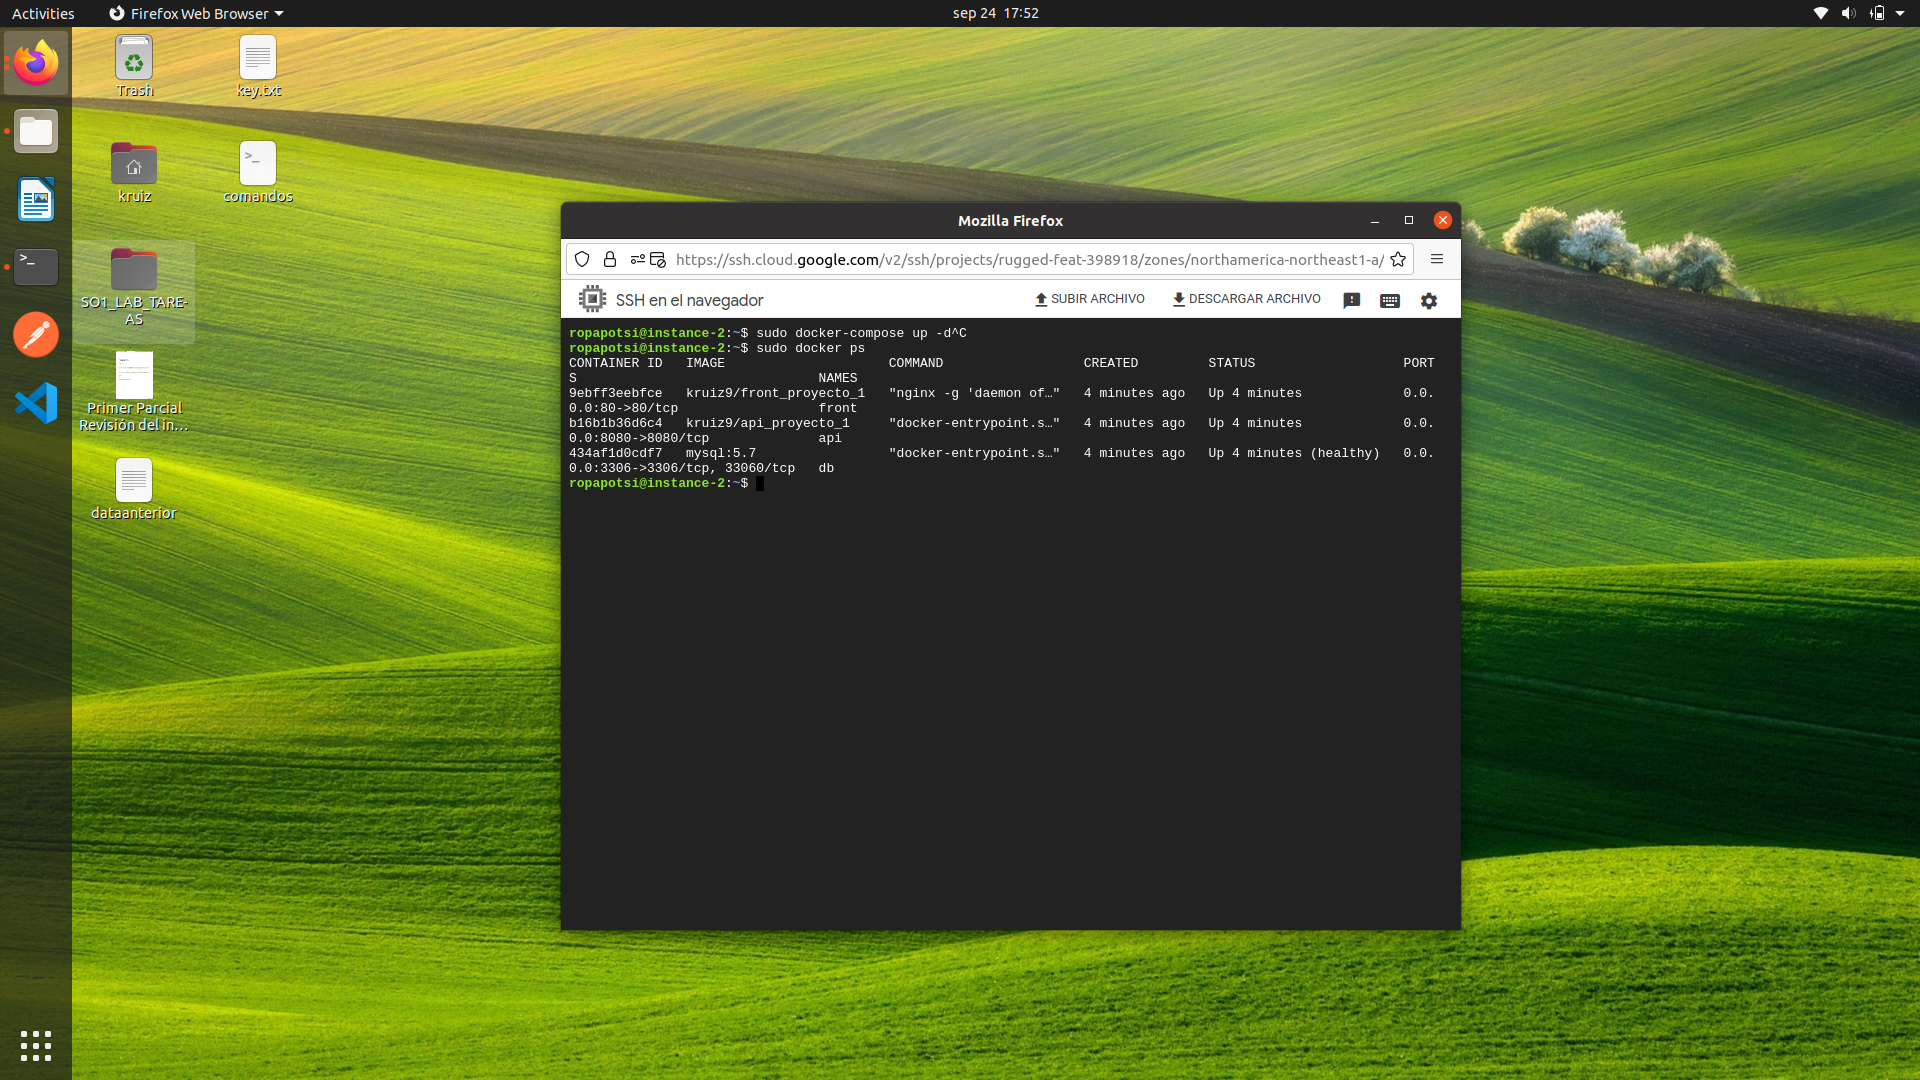 Activities
Firefox Web Browser
sep 24 17:52
Trash
key.txt
kruiz
comandos
SO1_LAB_TARE-
AS
Primer Parcial
Revisión del in...
dataanterior
Mozilla Firefox
https://ssh.cloud.google.com/v2/ssh/projects/rugged-feat-398918/zones/northamerica-northeast1-a/
SSH en el navegador
SUBIR ARCHIVO
DESCARGAR ARCHIVO
ropapotsi@instance-2:~$ sudo docker-compose up -d^C
ropapotsi@instance-2:~$ sudo docker ps
CONTAINER ID   IMAGE                     COMMAND                  CREATED         STATUS                   PORT
S                               NAMES
9ebff3eebfce   kruiz9/front_proyecto_1   "nginx -g 'daemon of…"   4 minutes ago   Up 4 minutes             0.0.
0.0:80->80/tcp                  front
b16b1b36d6c4   kruiz9/api_proyecto_1     "docker-entrypoint.s…"   4 minutes ago   Up 4 minutes             0.0.
0.0:8080->8080/tcp              api
434af1d0cdf7   mysql:5.7                 "docker-entrypoint.s…"   4 minutes ago   Up 4 minutes (healthy)   0.0.
0.0:3306->3306/tcp, 33060/tcp   db
ropapotsi@instance-2:~$